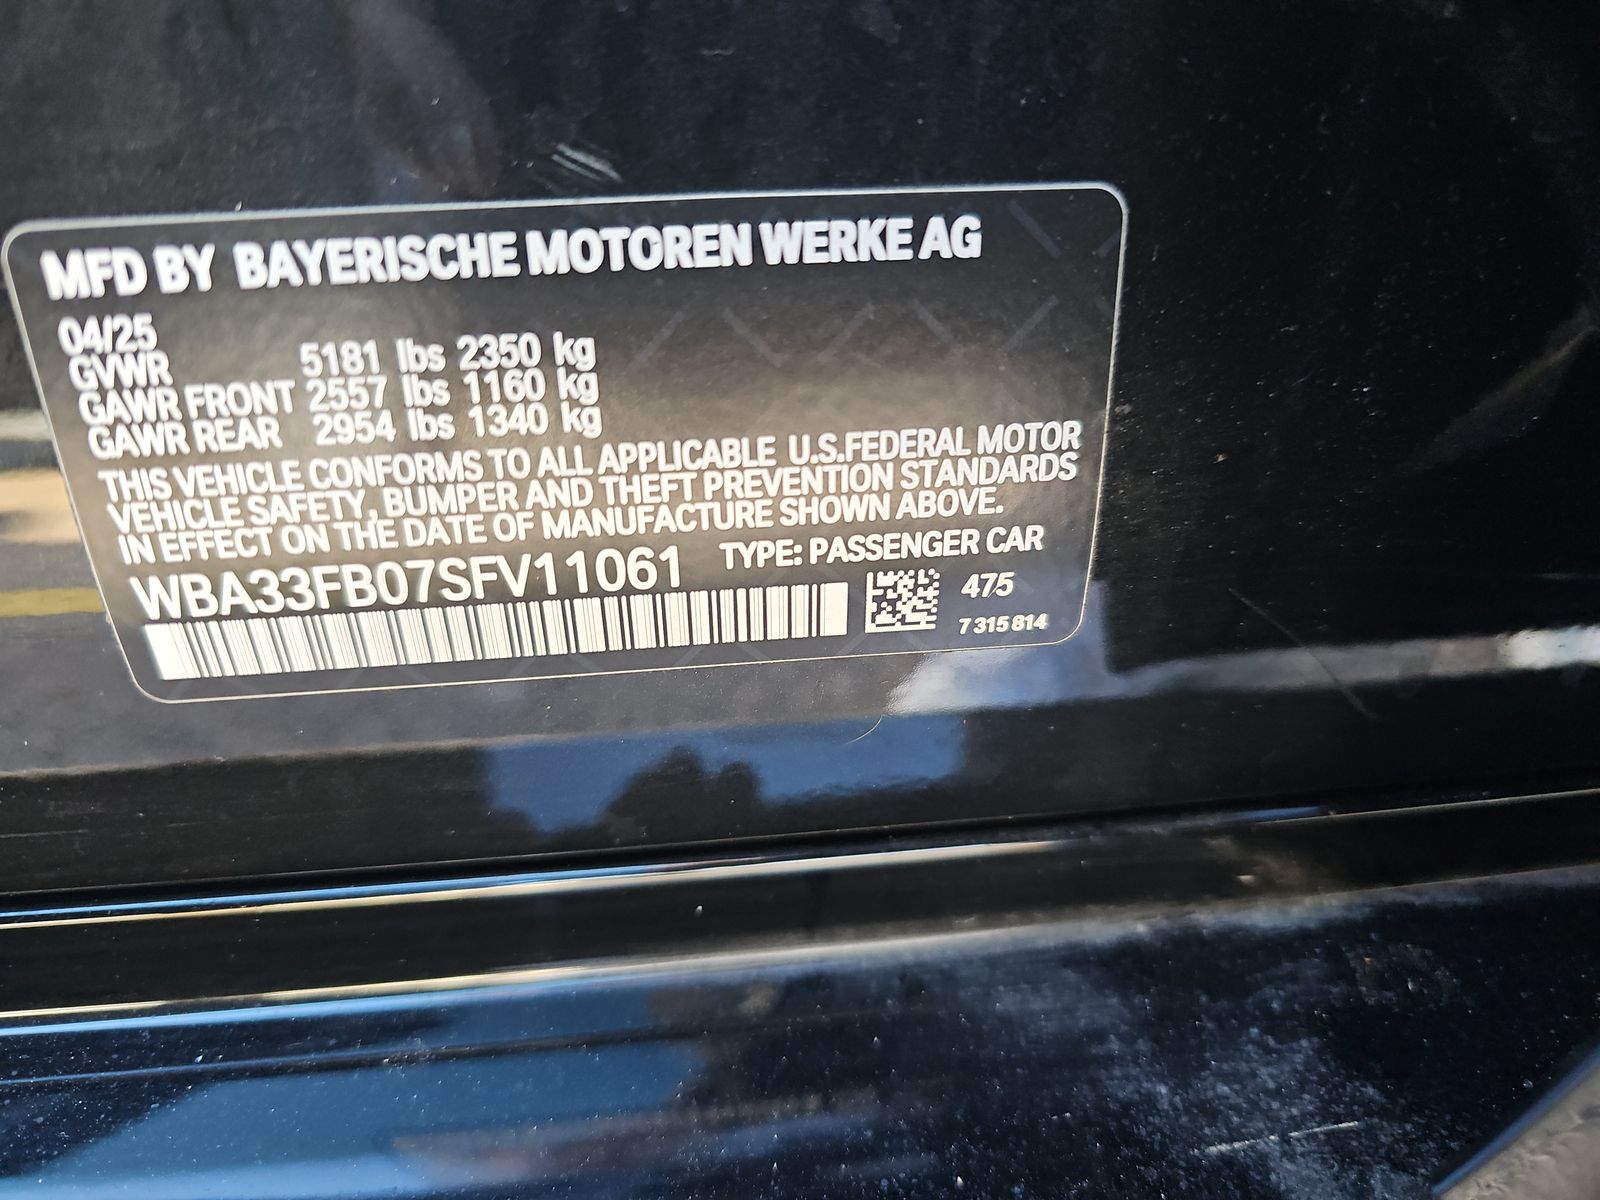 MFD BY BAYERISCHE MOTOREN WERKE AG
04/25
GVWR 5181 lbs 2350 kg
GAWR FRONT 2557 lbs 1160 kg
GAWR REAR 2954 lbs 1340 kg
THIS VEHICLE CONFORMS TO ALL APPLICABLE U.S.FEDERAL MOTOR
VEHICLE SAFETY, BUMPER AND THEFT PREVENTION STANDARDS
IN EFFECT ON THE DATE OF MANUFACTURE SHOWN ABOVE.
WBA33FB07SFV11061 TYPE: PASSENGER CAR
475
7 315 814